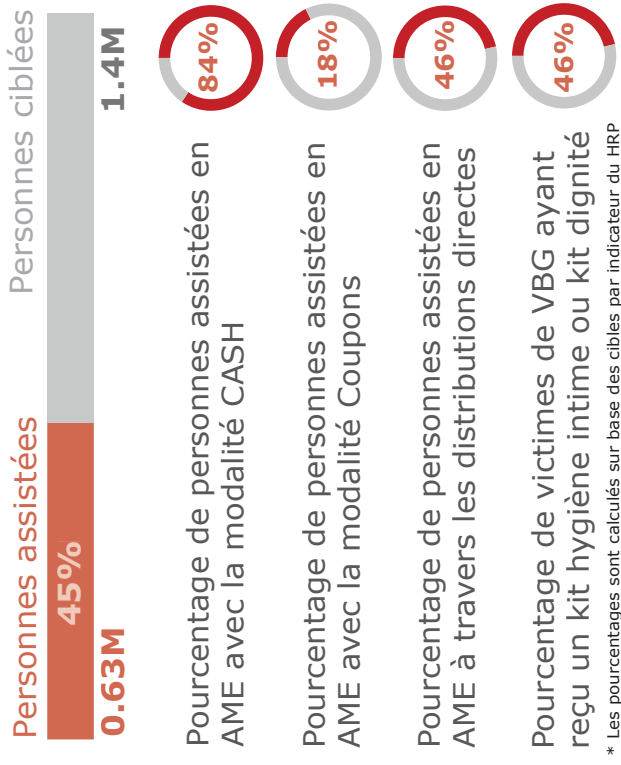 Personnes assistées
Personnes ciblées
45%
0.63M
1.4M
Pourcentage de personnes assistées en
AME avec la modalité CASH
84%
Pourcentage de personnes assistées en
AME avec la modalité Coupons
18%
Pourcentage de personnes assistées en
AME à travers les distributions directes
46%
Pourcentage de victimes de VBG ayant
reçu un kit hygiène intime ou kit dignité
46%
* Les pourcentages sont calculés sur base des cibles par indicateur du HRP